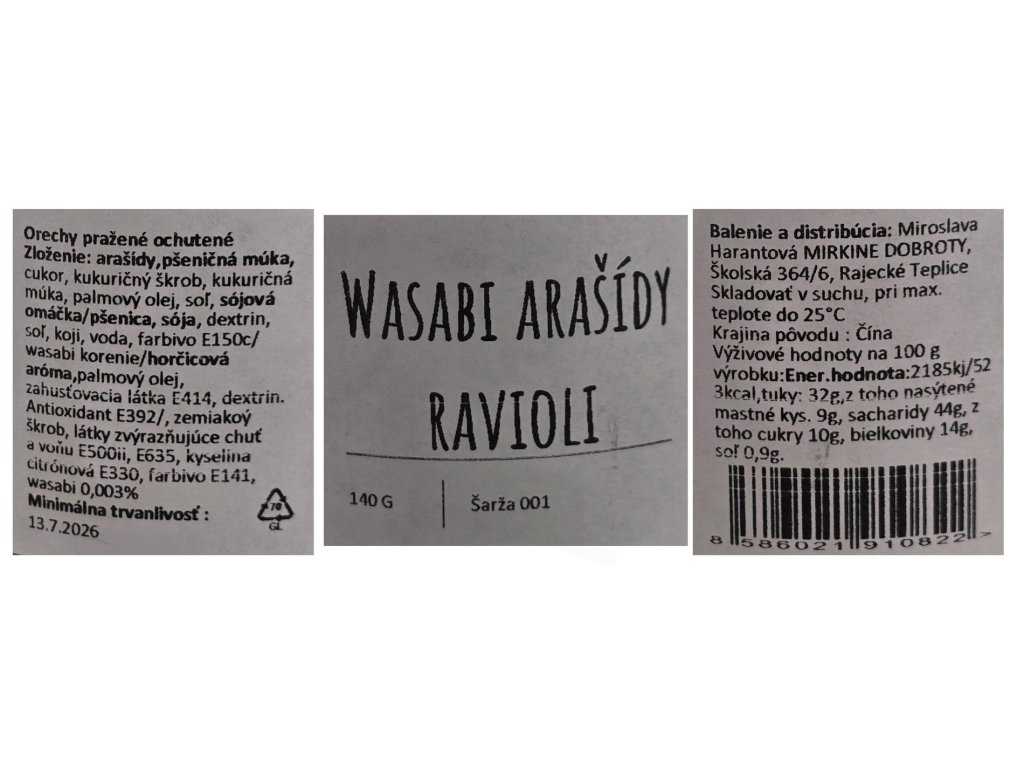 Orechy pražené ochutené
Zloženie: arašídy,pšeničná múka,
cukor, kukuričný škrob, kukuričná
múka, palmový olej, soľ, sójová
omáčka/pšenica, sója, dextrin,
soľ, koji, voda, farbivo E150c/
wasabi korenie/horčicová
aróma,palmový olej,
zahusťovacia látka E414, dextrin.
Antioxidant E392/, zemiakoý
škrob, látky zvýrazňujúce chuť
a voňu E500ii, E635, kyselina
citrónová E330, farbivo E141,
wasabi 0,003%
Minimálna trvanlivosť :
13.7.2026
70
GL
WASABI ARAŠÍDY
RAVIOLI
140 G
Šarža 001
Balenie a distribúcia: Miroslava
Harantová MIRKINE DOBROTY,
Školská 364/6, Rajecké Teplice
Skladovať v suchu, pri max.
teplote do 25°C
Krajina pôvodu : Čína
Výživové hodnoty na 100 g
výrobku:Ener.hodnota:2185kj/52
3kcal,tuky: 32g,z toho nasýtené
mastné kys. 9g, sacharidy 44g, z
toho cukry 10g, bielkoviny 14g,
soľ 0,9g.
8 586021 910822 >